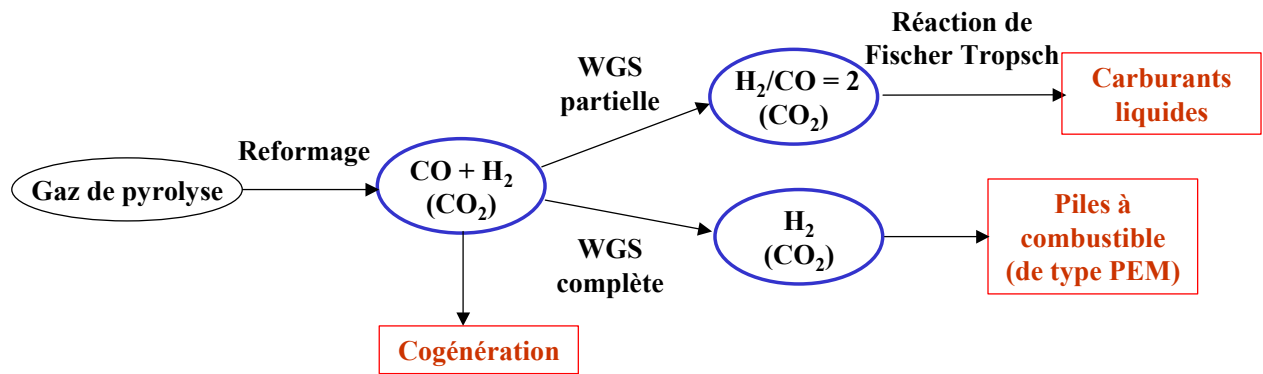 Réaction de
Fischer Tropsch
WGS
partielle
H₂/CO = 2
(CO₂)
Carburants
liquides
Reformage
Gaz de pyrolyse
CO + H₂
(CO₂)
H₂
(CO₂)
Piles à
combustible
(de type PEM)
WGS
complète
Cogénération